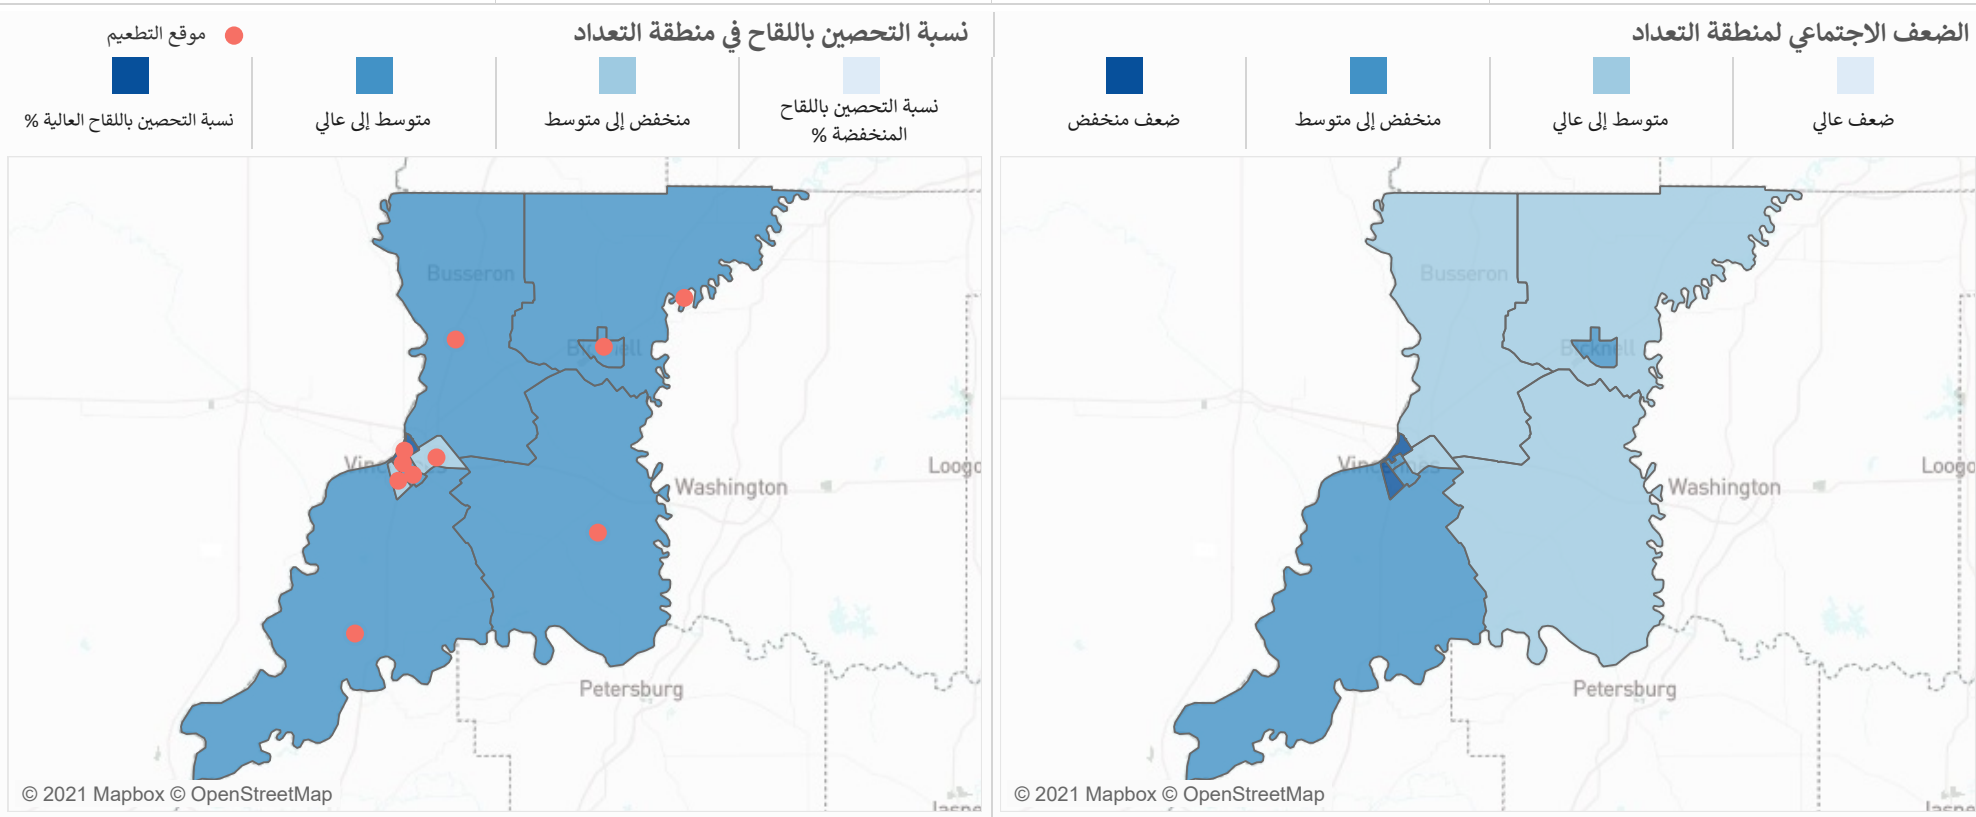 الضعف الاجتماعي لمنطقة التعداد
ضعف عالي
متوسط إلى عالي
منخفض إلى متوسط
ضعف منخفض
Busseron
Bicknell
Vincennes
Washington
Petersburg
© 2021 Mapbox © OpenStreetMap
نسبة التحصين باللقاح في منطقة التعداد
موقع التطعيم
نسبة التحصين باللقاح
المنخفضة %
منخفض إلى متوسط
متوسط إلى عالي
نسبة التحصين باللقاح العالية %
Busseron
Washington
Petersburg
© 2021 Mapbox © OpenStreetMap